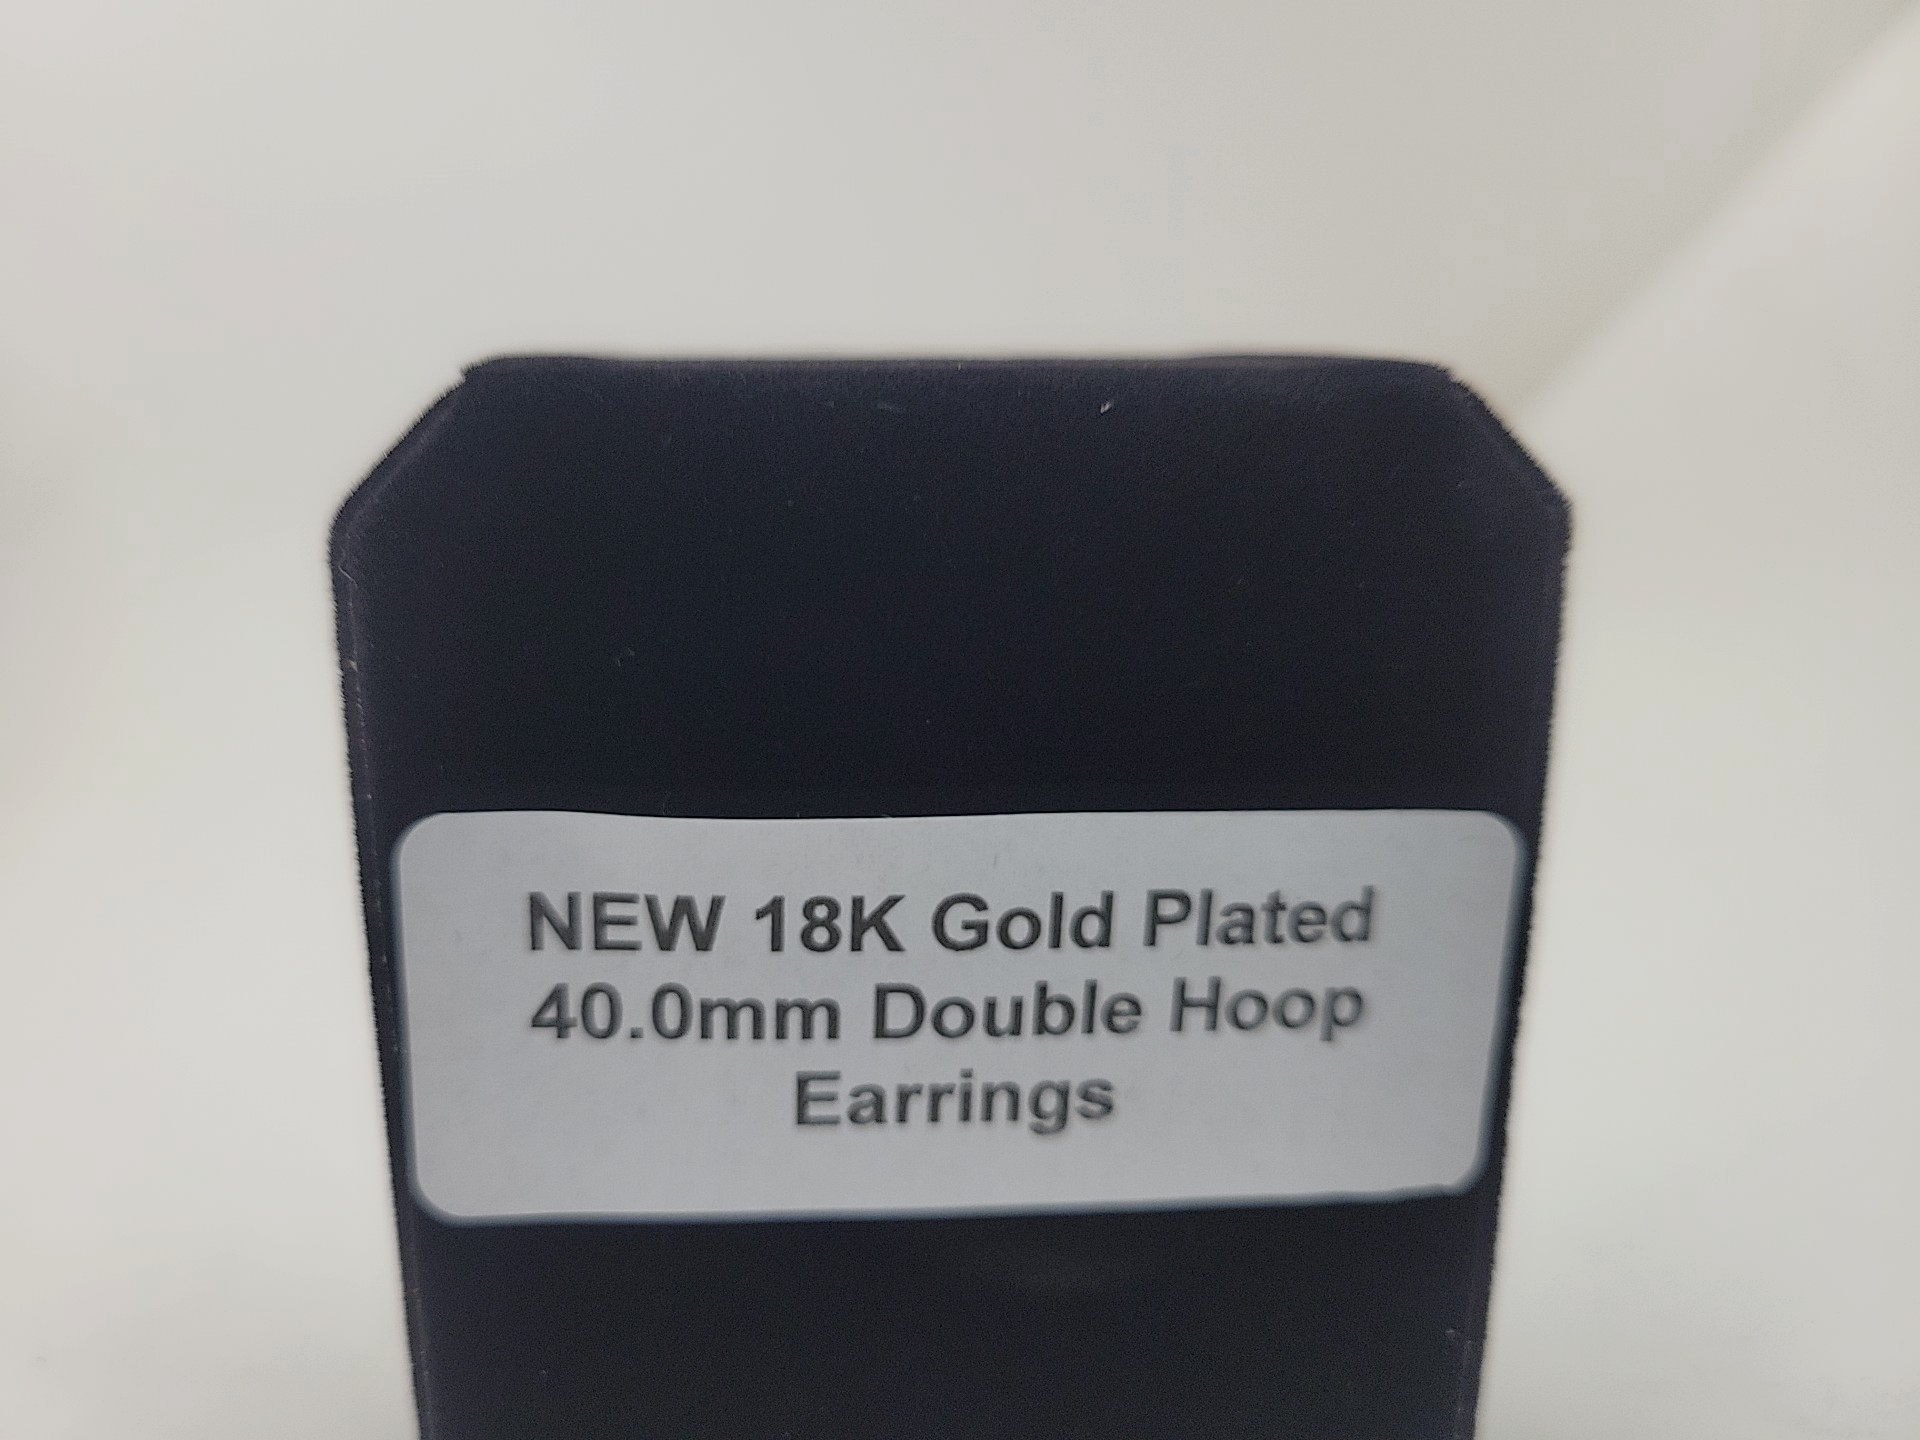 NEW 18K Gold Plated
40.0mm Double Hoop
Earrings